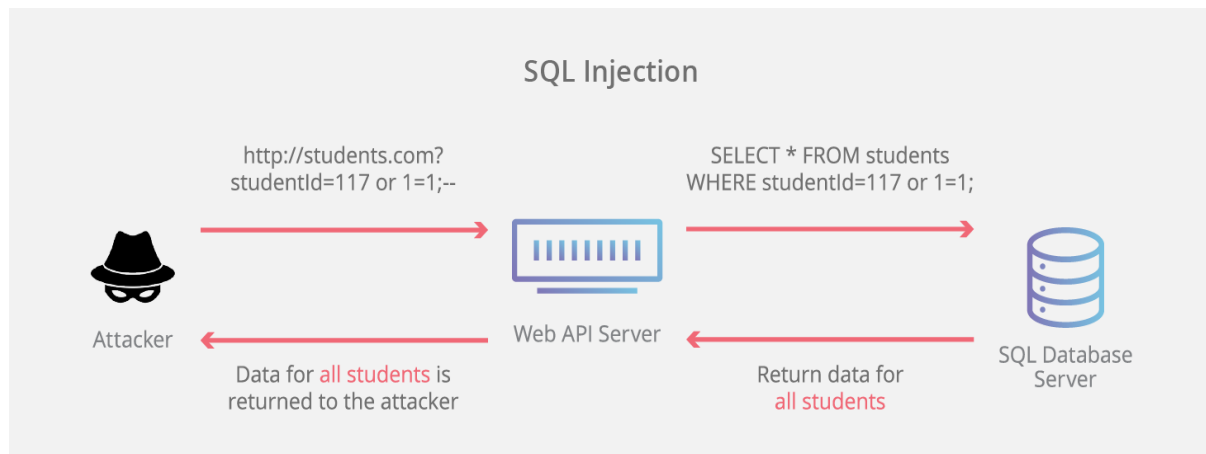 SQL Injection
http://students.com?
studentId=117 or 1=1;--
SELECT * FROM students
WHERE studentId=117 or 1=1;
Attacker
Web API Server
SQL Database
Server
Data for all students is
returned to the attacker
Return data for
all students